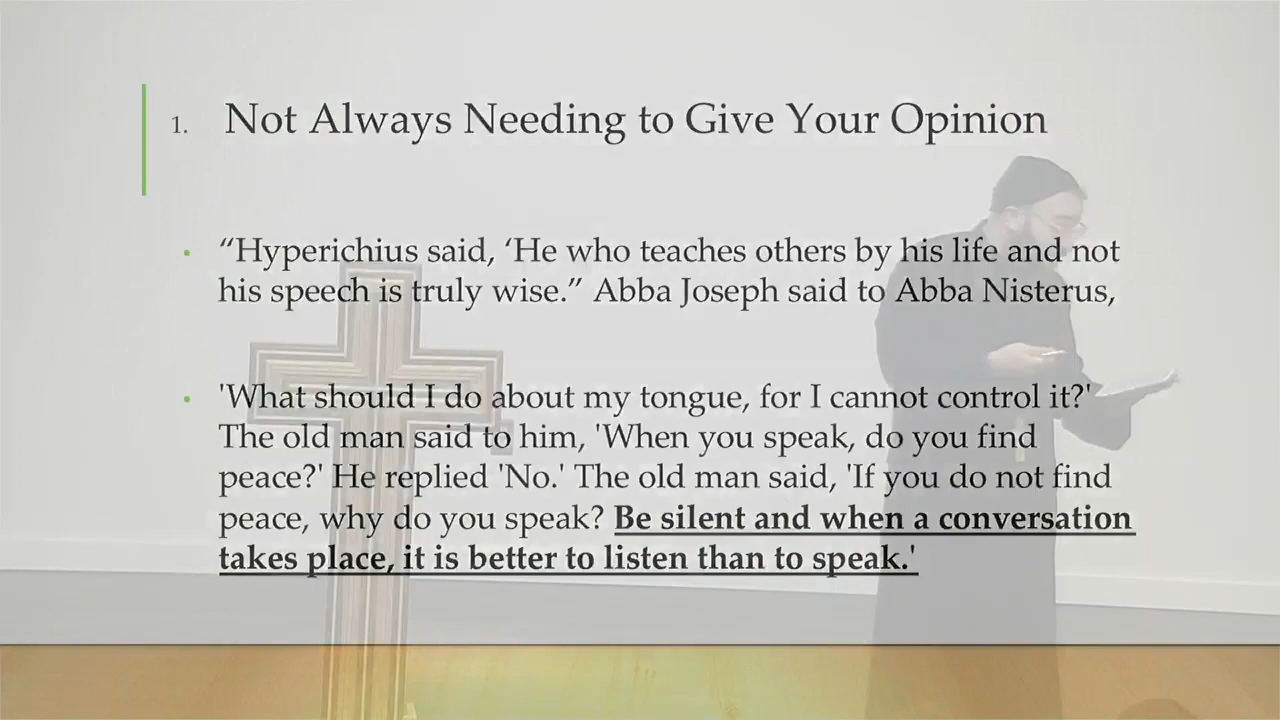 1. Not Always Needing to Give Your Opinion
• “Hyperichius said, ‘He who teaches others by his life and not
his speech is truly wise.” Abba Joseph said to Abba Nisterus,
• 'What should I do about my tongue, for I cannot control it?'
The old man said to him, 'When you speak, do you find
peace?' He replied 'No.' The old man said, 'If you do not find
peace, why do you speak? Be silent and when a conversation
takes place, it is better to listen than to speak.'